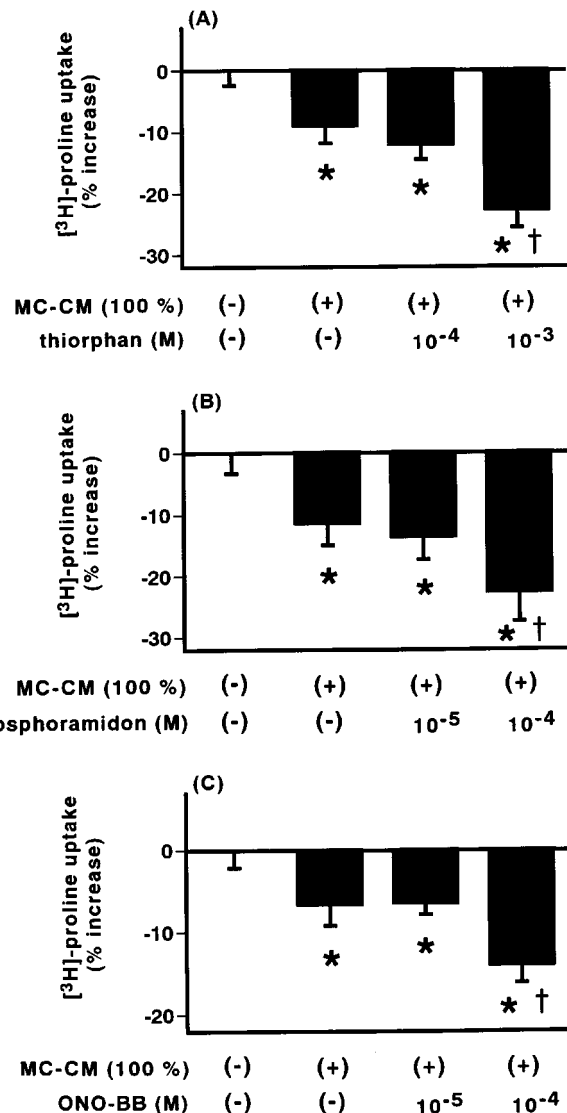 (A)
[³H]-proline uptake
(% increase)
0
-10
-20
-30
*
*
* †
MC-CM (100 %) (-) (+) (+) (+)
thiorphan (M) (-) (-) 10⁻⁴ 10⁻³
(B)
[³H]-proline uptake
(% increase)
0
-10
-20
-30
*
*
* †
MC-CM (100 %) (-) (+) (+) (+)
osphoramidon (M) (-) (-) 10⁻⁵ 10⁻⁴
(C)
[³H]-proline uptake
(% increase)
0
-10
-20
*
*
* †
MC-CM (100 %) (-) (+) (+) (+)
ONO-BB (M) (-) (-) 10⁻⁵ 10⁻⁴